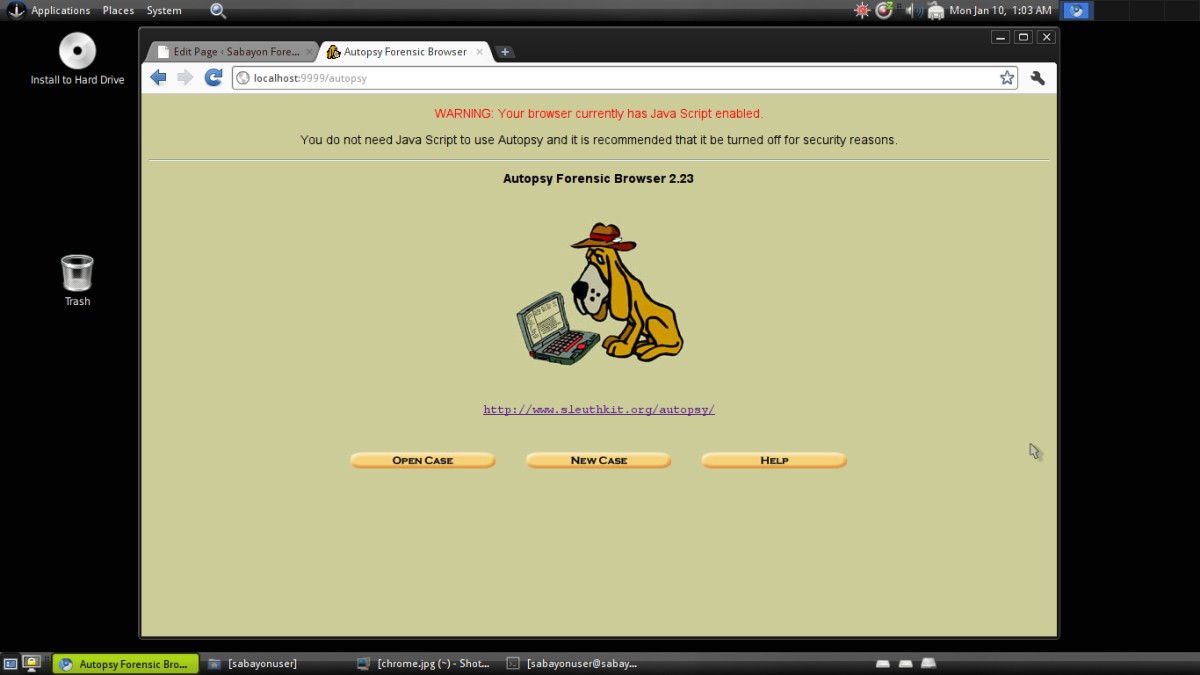 Applications Places System Mon Jan 10, 1:03 AM
Install to Hard Drive
Edit Page ‹ Sabayon Fore... Autopsy Forensic Browser
localhost:9999/autopsy
WARNING: Your browser currently has Java Script enabled.
You do not need Java Script to use Autopsy and it is recommended that it be turned off for security reasons.
Autopsy Forensic Browser 2.23
Trash
http://www.sleuthkit.org/autopsy/
OPEN CASE NEW CASE HELP
Autopsy Forensic Bro... [sabayonuser] [chrome.jpg (~) - Shot... [sabayonuser@sabay...